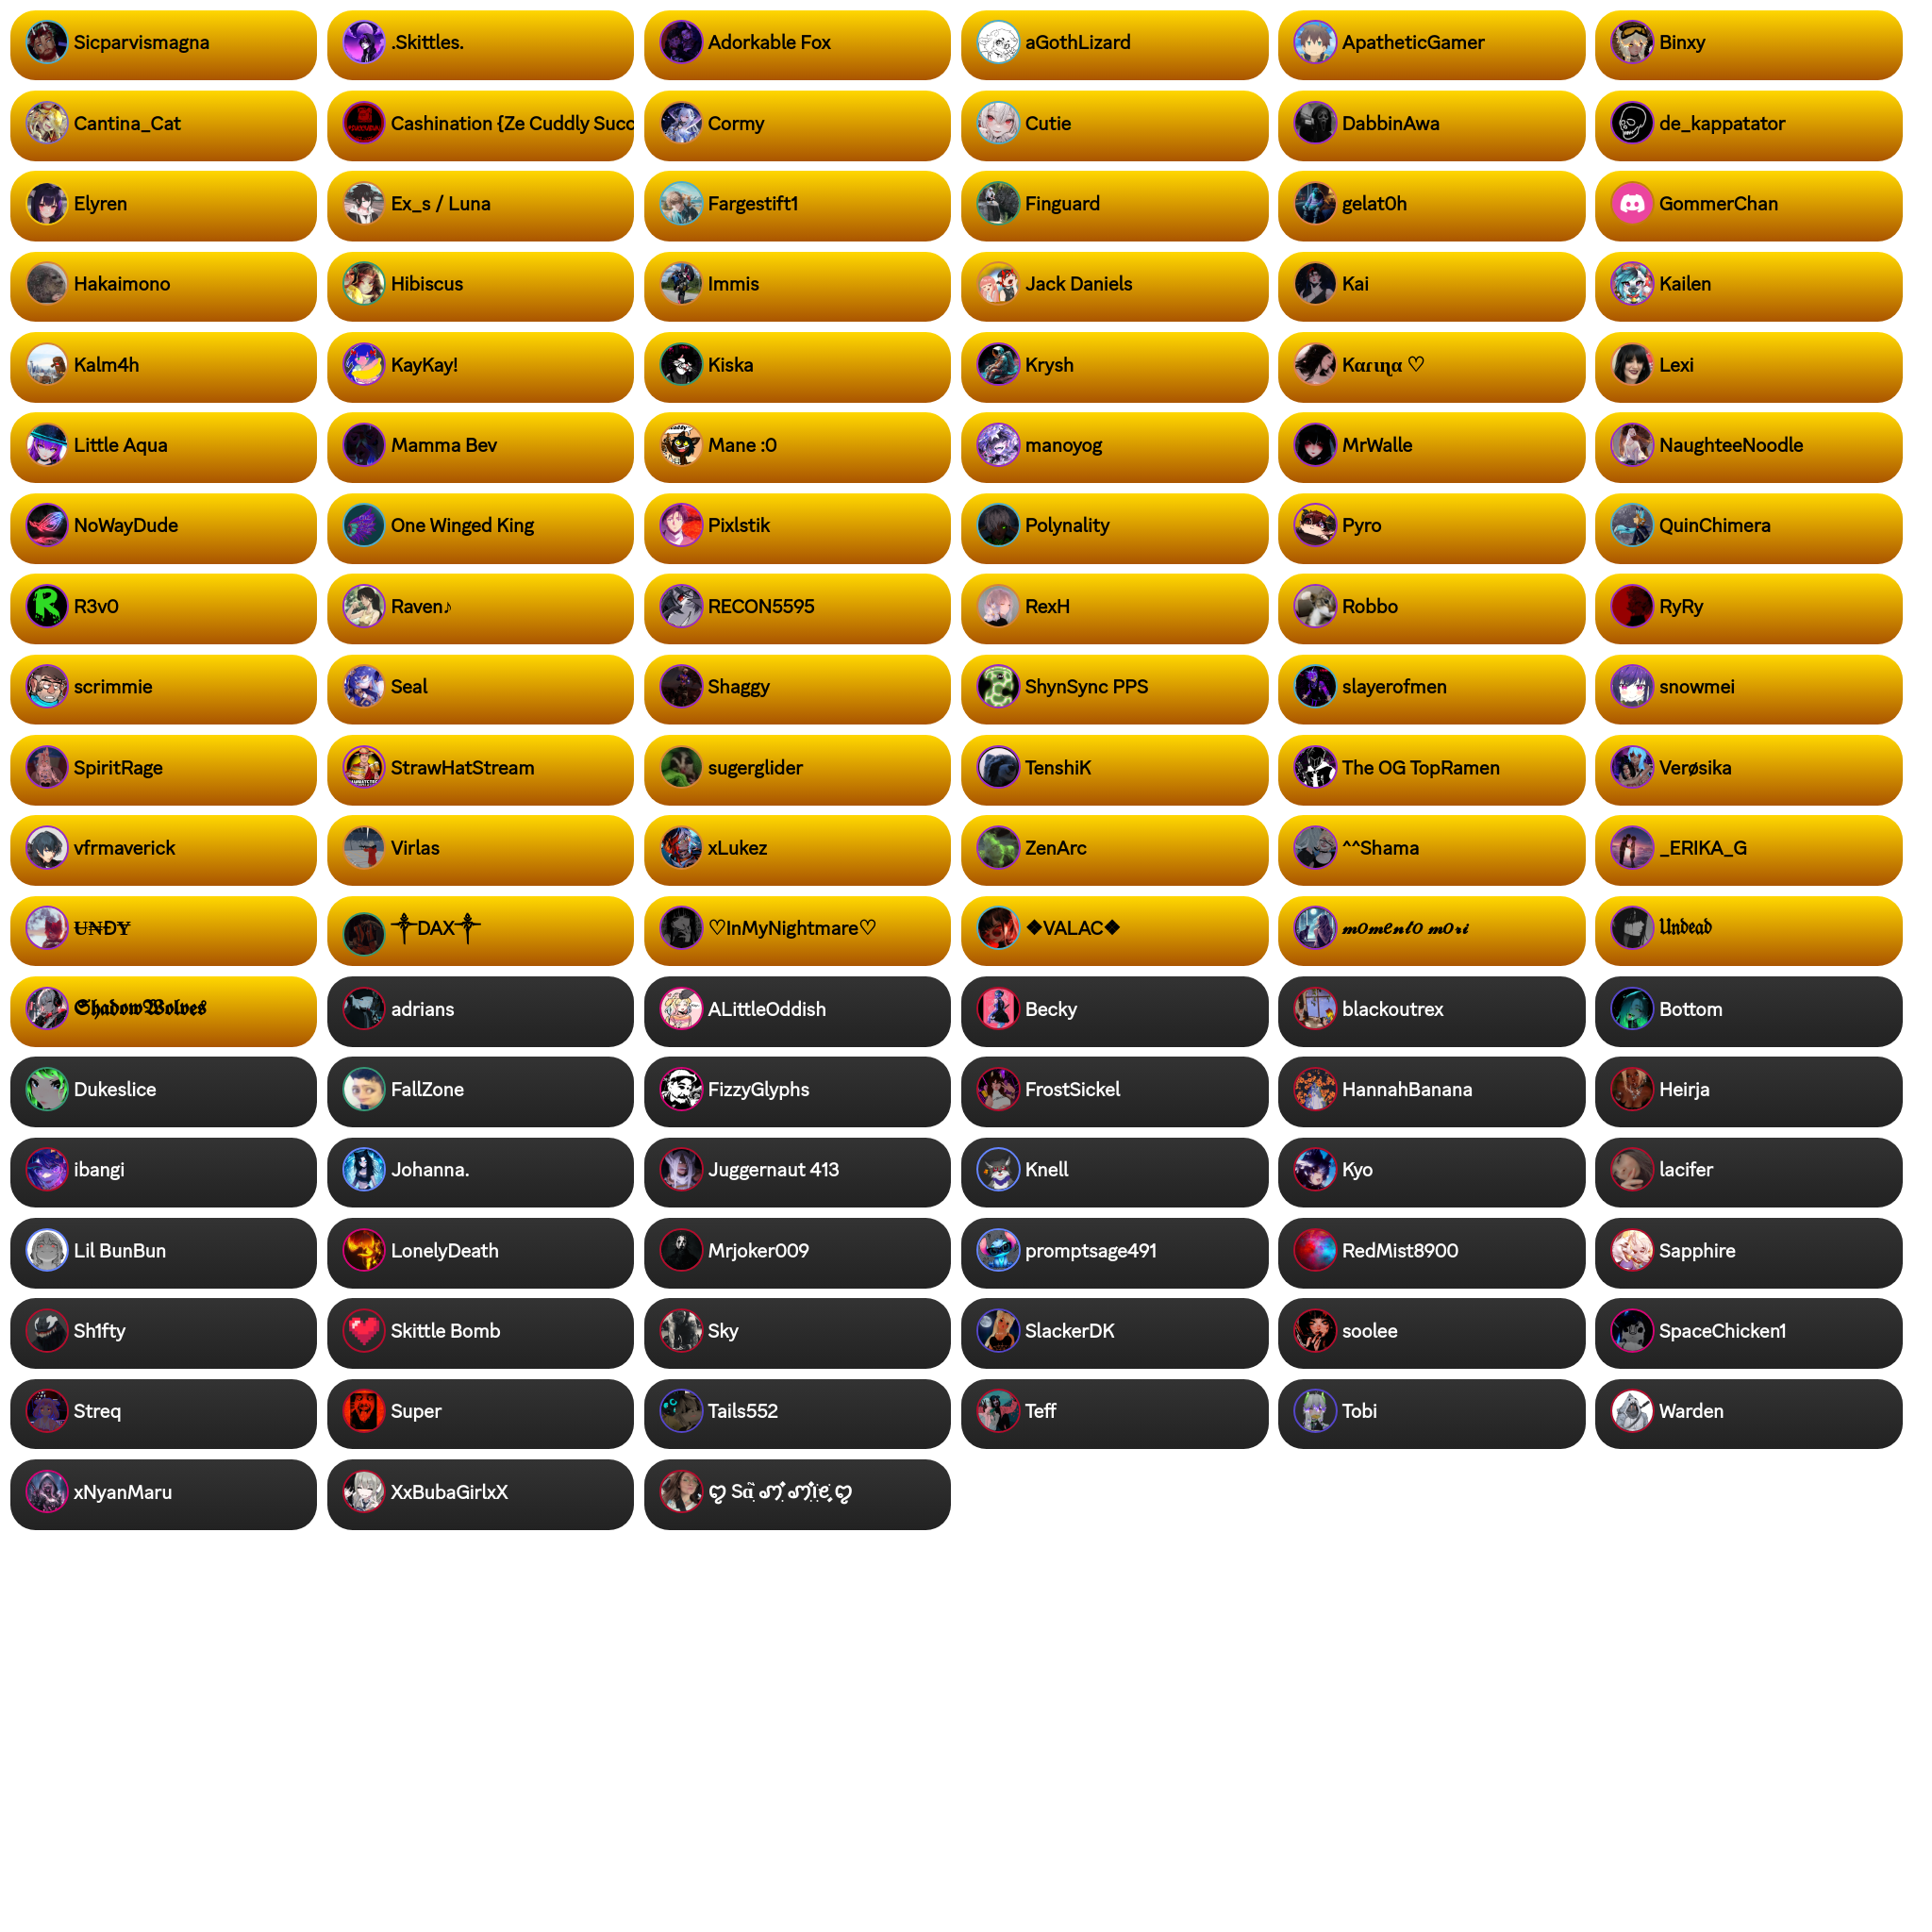 Sicparvismagna
.Skittles.
Adorkable Fox
aGothLizard
ApatheticGamer
Binxy
Cantina_Cat
Cashination {Ze Cuddly Succ
Cormy
Cutie
DabbinAwa
de_kappatator
Elyren
Ex_s / Luna
Fargestift1
Finguard
gelat0h
GommerChan
Hakaimono
Hibiscus
Immis
Jack Daniels
Kai
Kailen
Kalm4h
KayKay!
Kiska
Krysh
Kαɾιɳα ♡
Lexi
Little Aqua
Mamma Bev
Mane :0
manoyog
MrWalle
NaughteeNoodle
NoWayDude
One Winged King
Pixlstik
Polynality
Pyro
QuinChimera
R3v0
Raven♪
RECON5595
RexH
Robbo
RyRy
scrimmie
Seal
Shaggy
ShynSync PPS
slayerofmen
snowmei
SpiritRage
StrawHatStream
sugerglider
TenshiK
The OG TopRamen
Verøsika
vfrmaverick
Virlas
xLukez
ZenArc
^^Shama
_ERIKA_G
U̶₦ĐɎ
⸸DAX⸸
♡InMyNightmare♡
❖VALAC❖
𝓶𝓸𝓶𝓮𝓷𝓽𝓸 𝓶𝓸𝓻𝓲
𝔘𝔫𝔡𝔢𝔞𝔡
𝕾𝖍𝖆𝖉𝖔𝖜𝖂𝖔𝖑𝖛𝖊𝖘
adrians
ALittleOddish
Becky
blackoutrex
Bottom
Dukeslice
FallZone
FizzyGlyphs
FrostSickel
HannahBanana
Heirja
ibangi
Johanna.
Juggernaut 413
Knell
Kyo
lacifer
Lil BunBun
LonelyDeath
Mrjoker009
promptsage491
RedMist8900
Sapphire
Sh1fty
Skittle Bomb
Sky
SlackerDK
soolee
SpaceChicken1
Streq
Super
Tails552
Teff
Tobi
Warden
xNyanMaru
XxBubaGirlxX